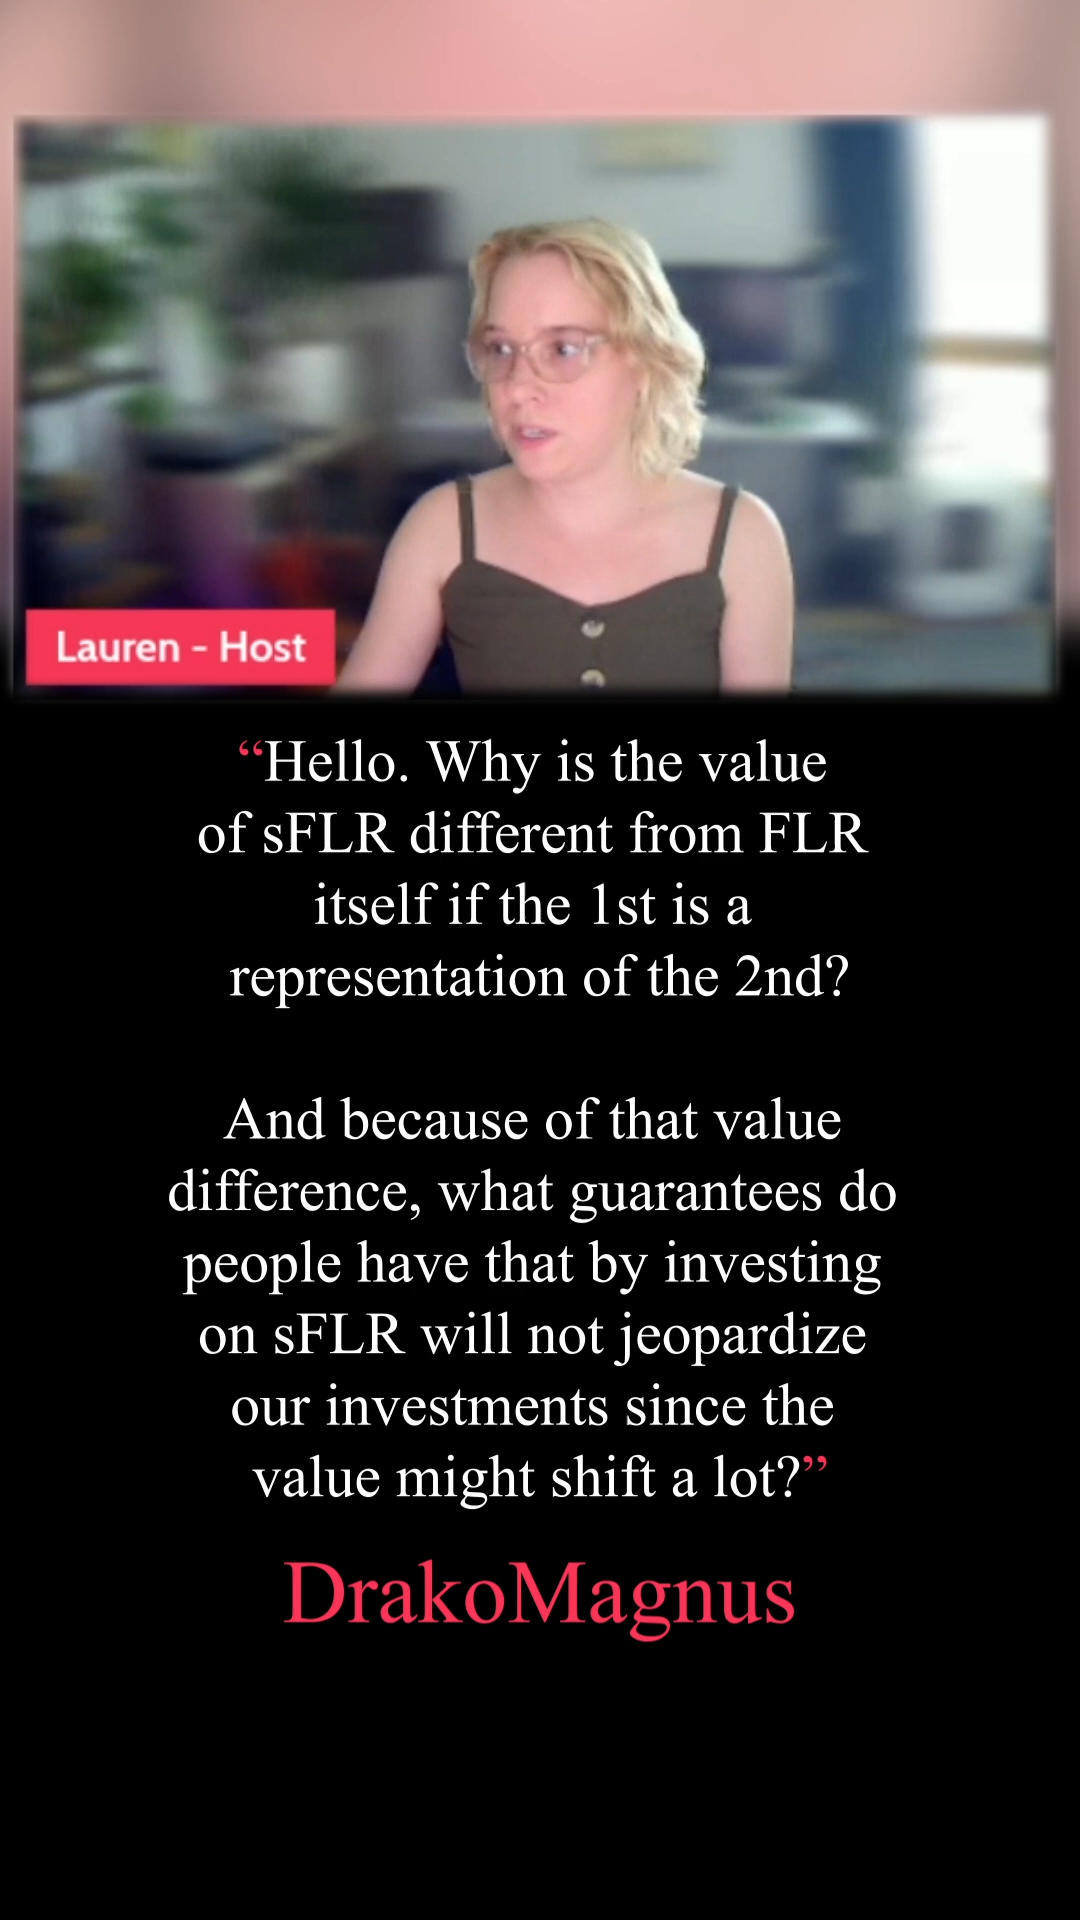 Lauren - Host
“Hello. Why is the value
of sFLR different from FLR
itself if the 1st is a
representation of the 2nd?
And because of that value
difference, what guarantees do
people have that by investing
on sFLR will not jeopardize
our investments since the
value might shift a lot?”
DrakoMagnus